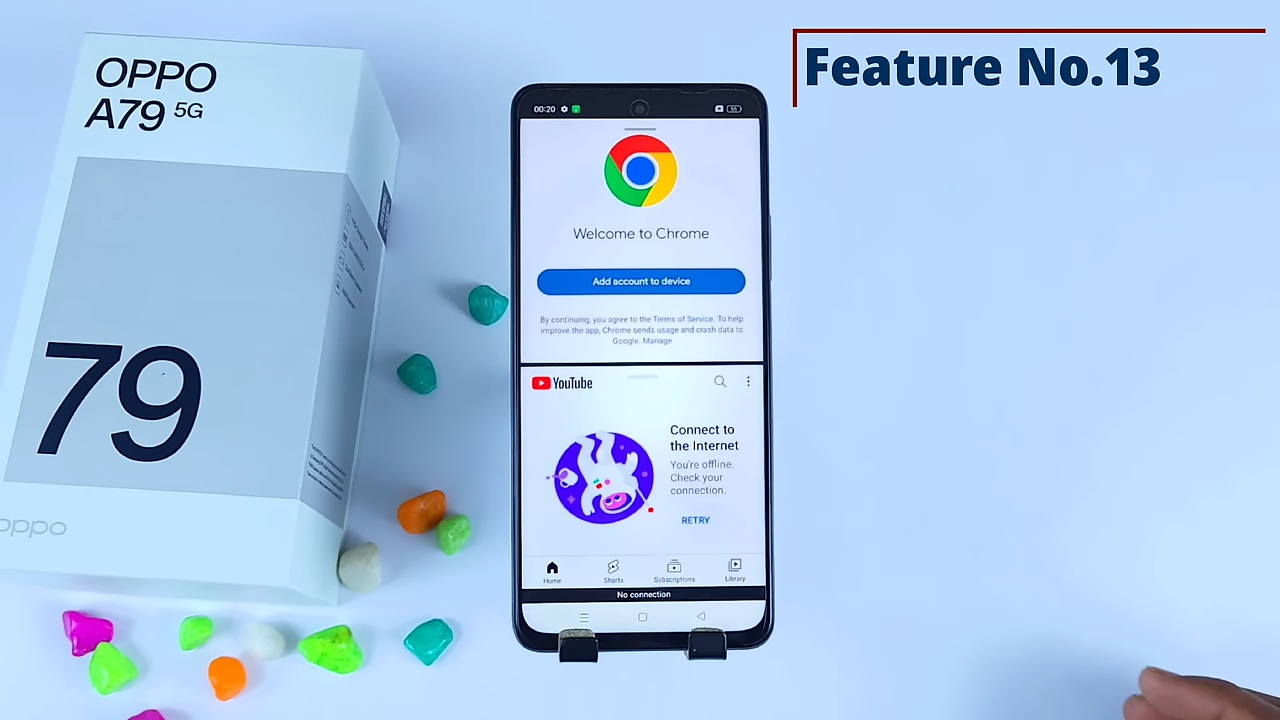 Feature No.13
OPPO
A79 5G
79
oppo
00:20
55
Welcome to Chrome
Add account to device
By continuing, you agree to the Terms of Service. To help
improve the app, Chrome sends usage and crash data to
Google. Manage
YouTube
Connect to
the Internet
You're offline.
Check your
connection.
RETRY
Home
Shorts
Subscriptions
Library
No connection